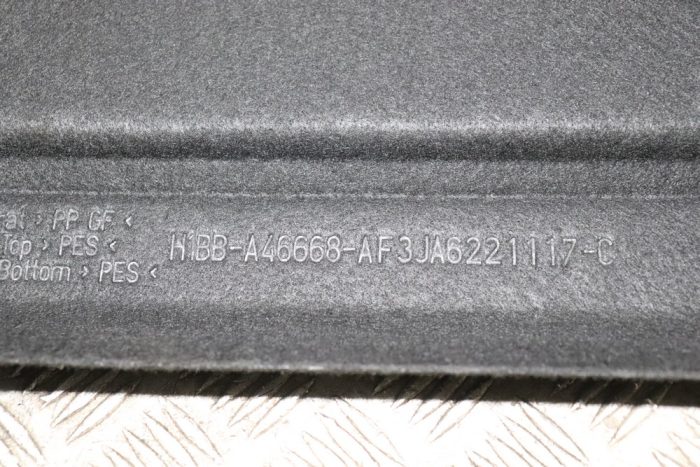 at > PP GF <
Top > PES <
Bottom > PES <
H1BB-A46668-AF3JA6221117-C